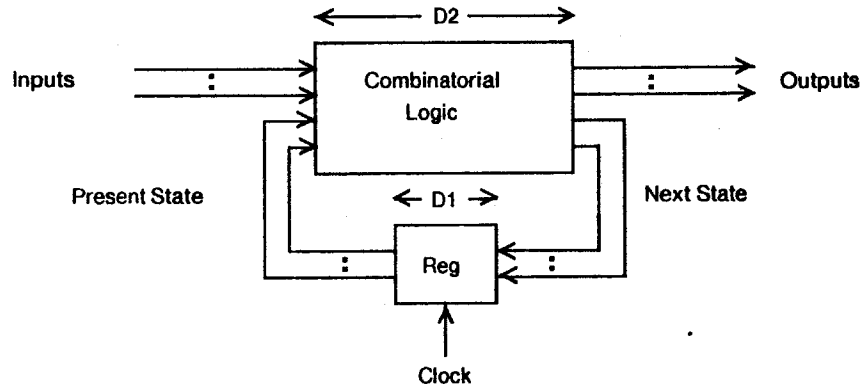 D2
Inputs
Combinatorial
Logic
Outputs
Present State
D1
Next State
Reg
Clock